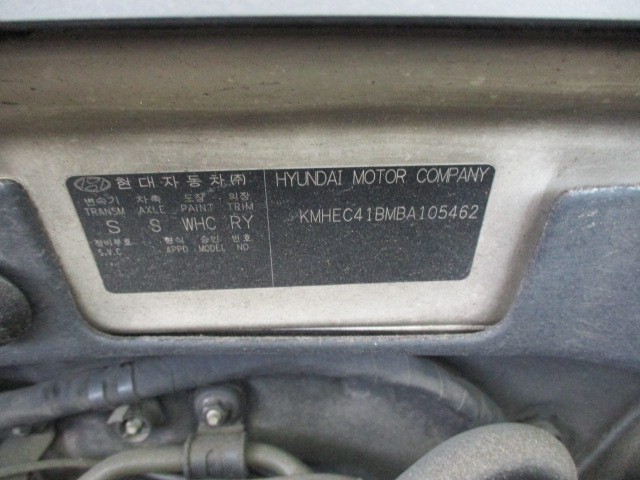 현대자동차㈜ HYUNDAI MOTOR COMPANY
변속기 차축 도장 의장
TRANSM AXLE PAINT TRIM
S S WHC RY
KMHEC41BMBA105462
정비부호 형식 승인 번호
S.V.C APPD MODEL NO